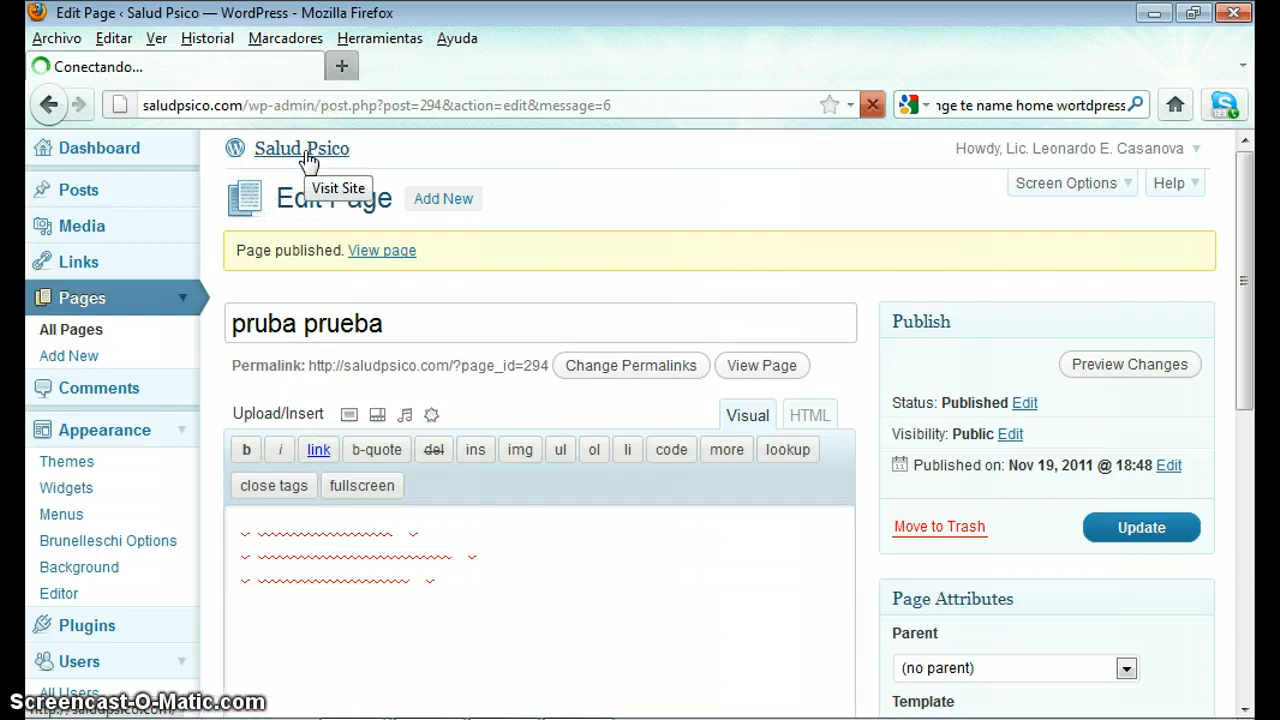 Edit Page ‹ Salud Psico — WordPress - Mozilla Firefox
Archivo Editar Ver Historial Marcadores Herramientas Ayuda
Conectando...
saludpsico.com/wp-admin/post.php?post=294&action=edit&message=6
nge te name home wortdpress
Dashboard
Posts
Media
Links
Pages
All Pages
Add New
Comments
Appearance
Themes
Widgets
Menus
Brunelleschi Options
Background
Editor
Plugins
Users
All Users
Salud Psico
Howdy, Lic. Leonardo E. Casanova
Visit Site
Screen Options Help
Edit Page Add New
Page published. View page
pruba prueba
Permalink: http://saludpsico.com/?page_id=294 Change Permalinks View Page
Upload/Insert
Visual HTML
b i link b-quote del ins img ul ol li code more lookup
close tags fullscreen
Publish
Preview Changes
Status: Published Edit
Visibility: Public Edit
Published on: Nov 19, 2011 @ 18:48 Edit
Move to Trash Update
Page Attributes
Parent
(no parent)
Template
Screencast-O-Matic.com